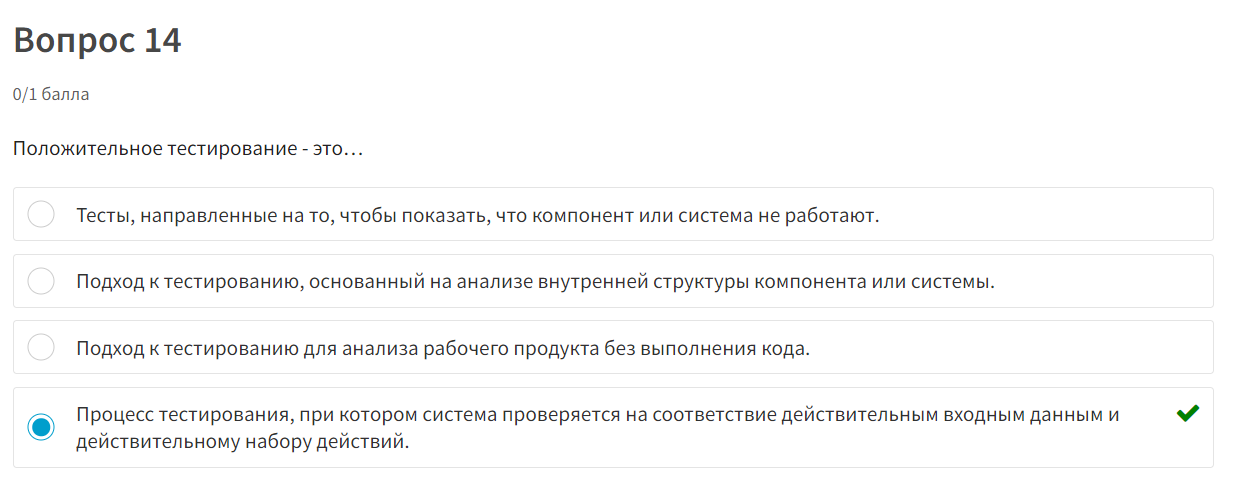 Вопрос 14
0/1 балла
Положительное тестирование - это…
Тесты, направленные на то, чтобы показать, что компонент или система не работают.
Подход к тестированию, основанный на анализе внутренней структуры компонента или системы.
Подход к тестированию для анализа рабочего продукта без выполнения кода.
Процесс тестирования, при котором система проверяется на соответствие действительным входным данным и
действительному набору действий.